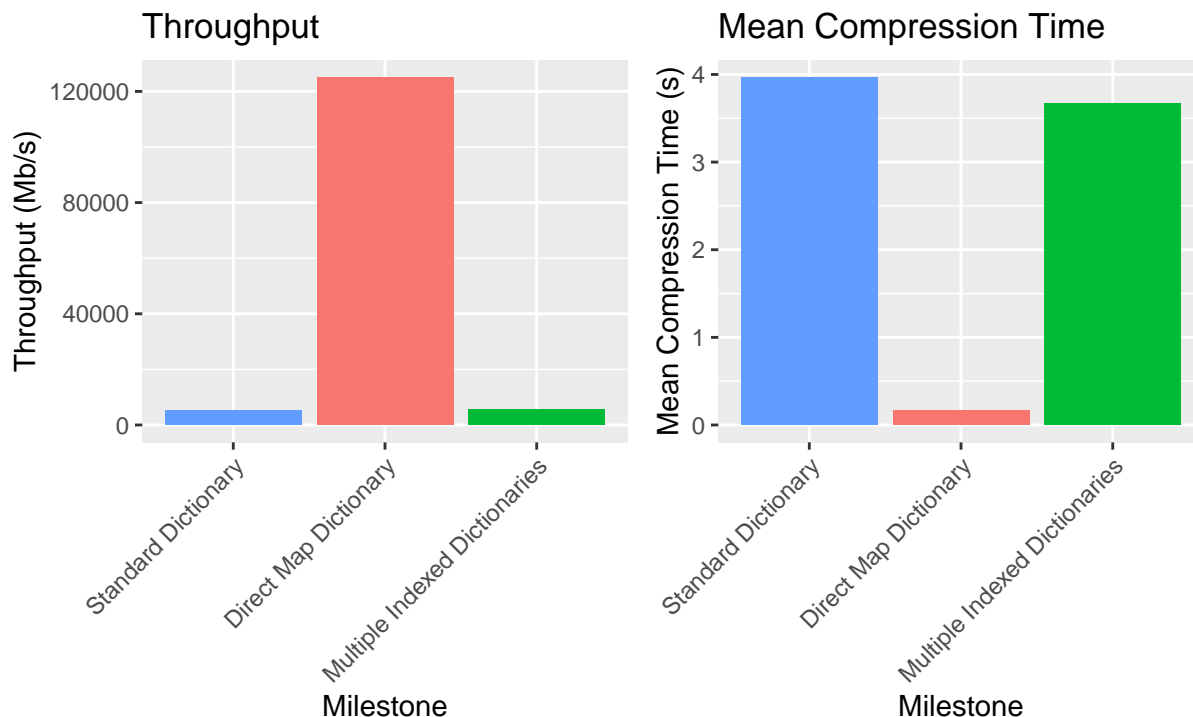 Throughput
Throughput (Mb/s)
120000
80000
40000
0
Standard Dictionary
Direct Map Dictionary
Multiple Indexed Dictionaries
Milestone
Mean Compression Time
Mean Compression Time (s)
4
3
2
1
0
Standard Dictionary
Direct Map Dictionary
Multiple Indexed Dictionaries
Milestone